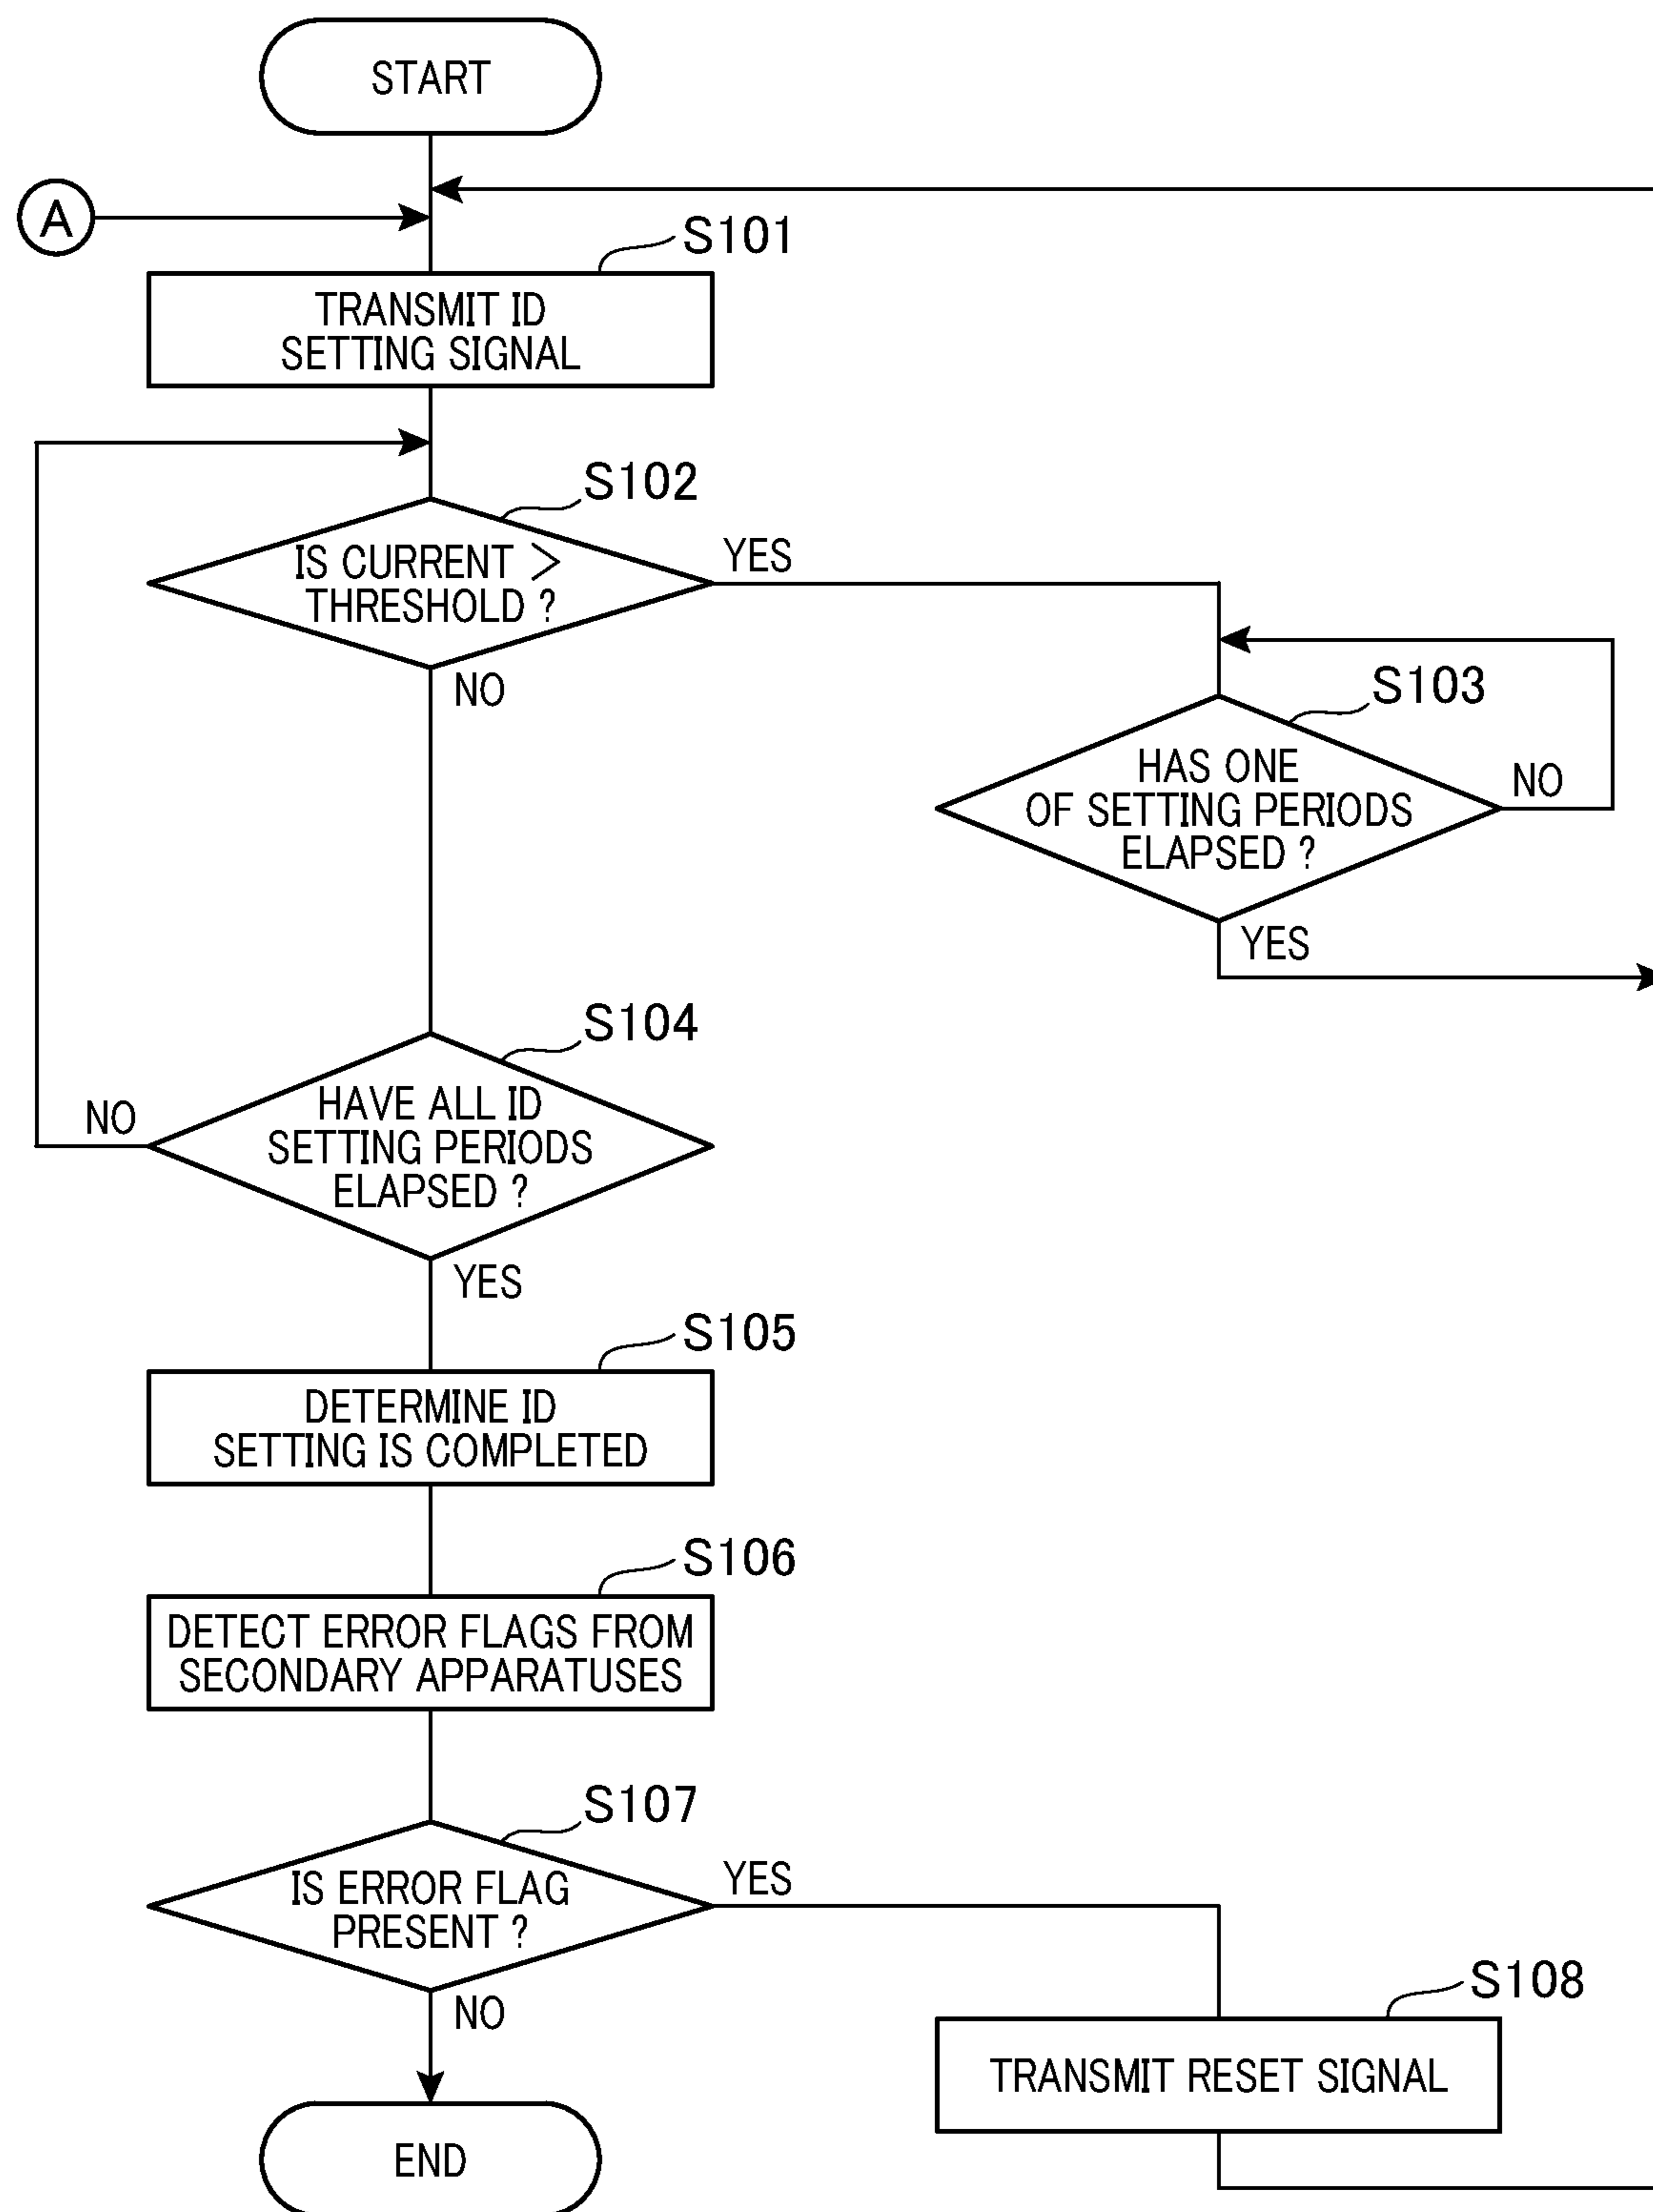 START
A
S101
TRANSMIT ID
SETTING SIGNAL
S102
IS CURRENT >
THRESHOLD ?
YES
NO
S103
HAS ONE
OF SETTING PERIODS
ELAPSED ?
NO
YES
S104
HAVE ALL ID
SETTING PERIODS
ELAPSED ?
NO
YES
S105
DETERMINE ID
SETTING IS COMPLETED
S106
DETECT ERROR FLAGS FROM
SECONDARY APPARATUSES
S107
IS ERROR FLAG
PRESENT ?
YES
NO
S108
TRANSMIT RESET SIGNAL
END